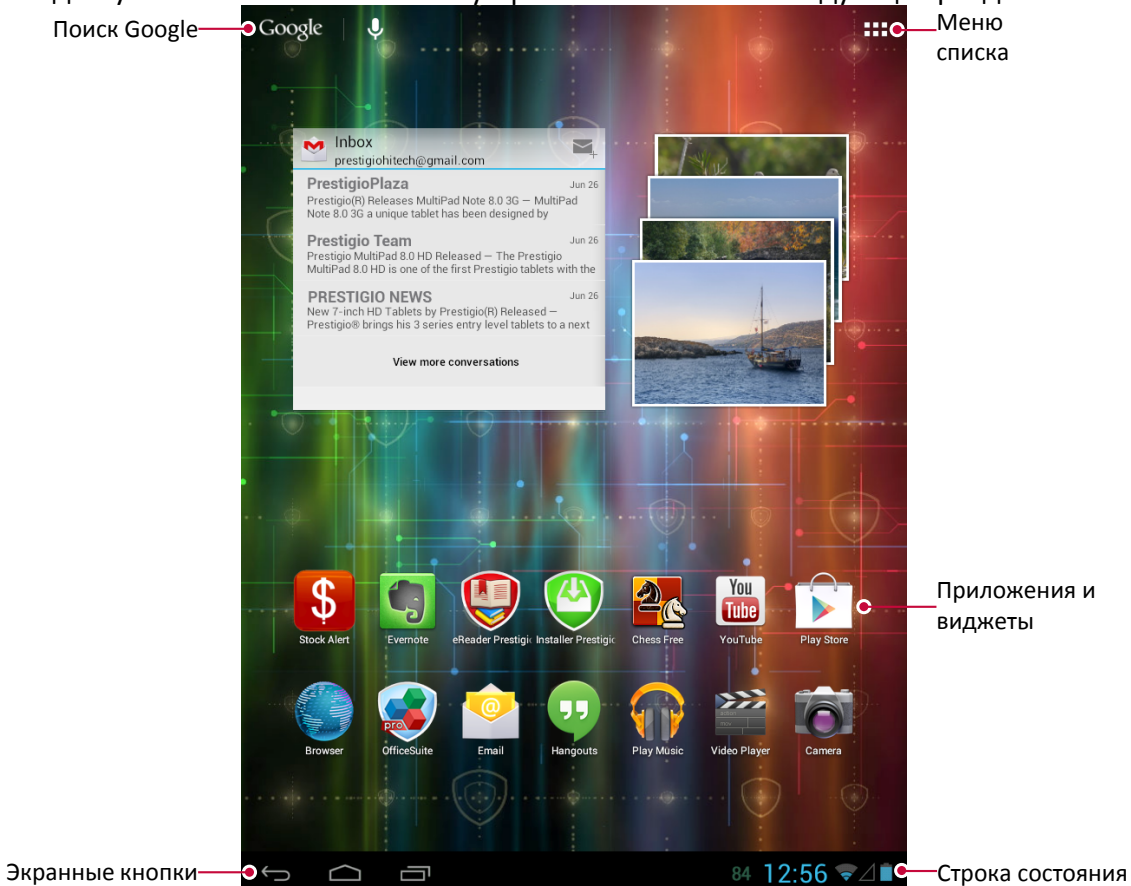 Поиск Google
Google
Меню
списка
Inbox
prestigiohitech@gmail.com
PrestigioPlaza
Jun 26
Prestigio(R) Releases MultiPad Note 8.0 3G — MultiPad
Note 8.0 3G a unique tablet has been designed by
Prestigio Team
Jun 26
Prestigio MultiPad 8.0 HD Released — The Prestigio
MultiPad 8.0 HD is one of the first Prestigio tablets with the
PRESTIGIO NEWS
Jun 26
New 7-inch HD Tablets by Prestigio(R) Released —
Prestigio® brings his 3 series entry level tablets to a next
View more conversations
You
Tube
Приложения и
виджеты
Stock Alert
Evernote
eReader Prestigio
Installer Prestigio
Chess Free
YouTube
Play Store
pro
Browser
OfficeSuite
Email
Hangouts
Play Music
Video Player
Camera
Экранные кнопки
84 12:56
Строка состояния